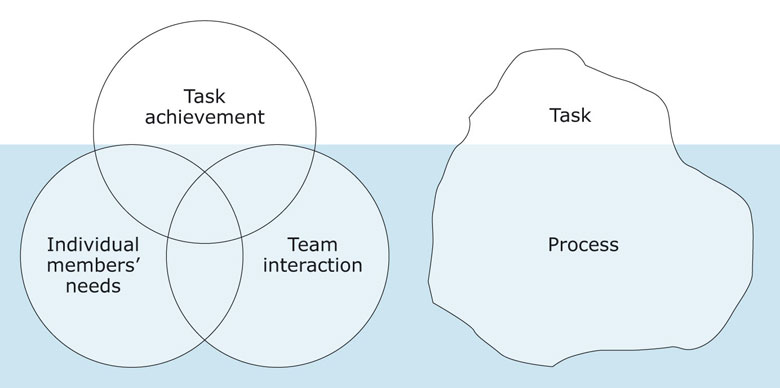 Task
achievement
Individual
members’
needs
Team
interaction
Task
Process